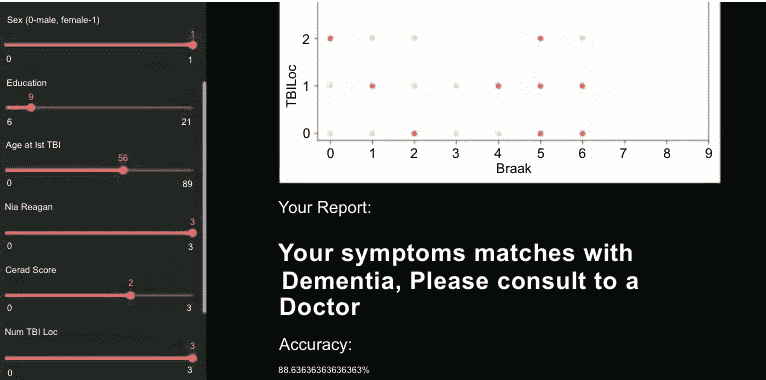 Sex (0-male, female-1)
1
0 1
Education
9
6 21
Age at Ist TBI
56
0 89
Nia Reagan
3
0 3
Cerad Score
2
0 3
Num TBI Loc
3
0 3
2
1
0
TBILoc
0 1 2 3 4 5 6 7 8 9
Braak
Your Report:
Your symptoms matches with
Dementia, Please consult to a
Doctor
Accuracy:
88.63636363636363%